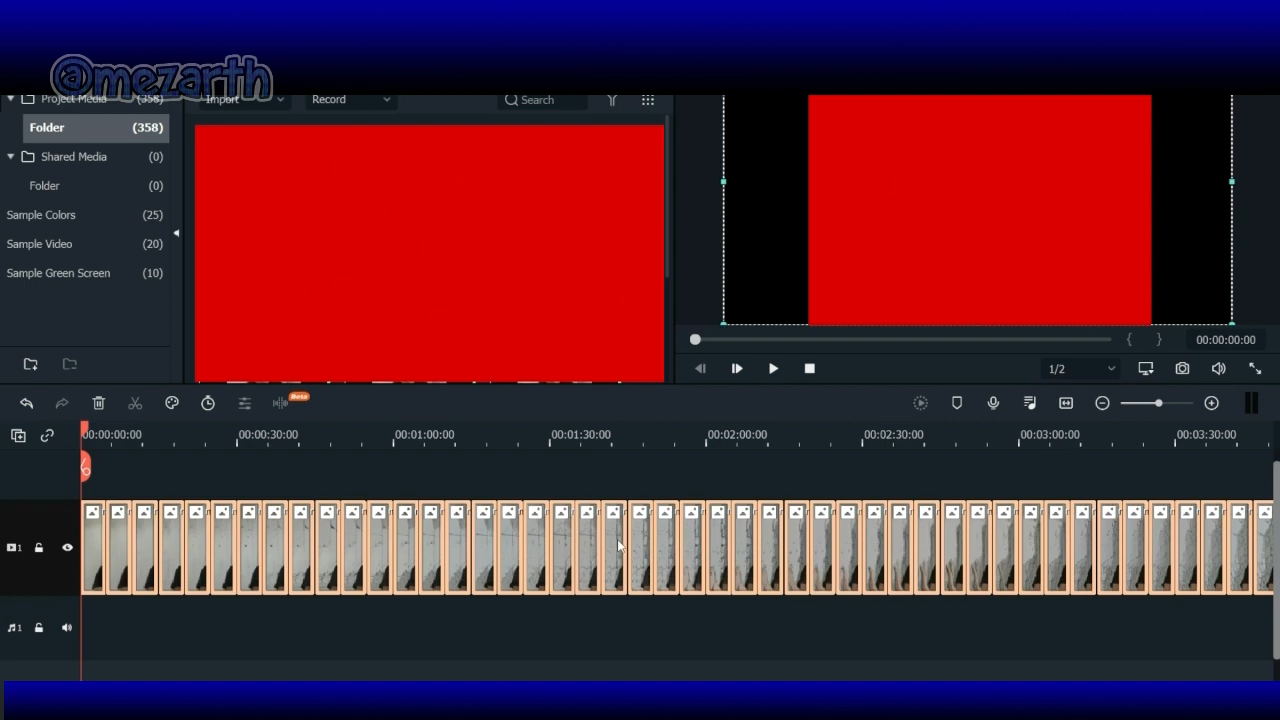 @mezarth
Project Media (358)
Import
Record
Search
Folder (358)
Shared Media (0)
Folder (0)
Sample Colors (25)
Sample Video (20)
Sample Green Screen (10)
00:00:00:00
1/2
Beta
00:00:00:00
00:00:30:00
00:01:00:00
00:01:30:00
00:02:00:00
00:02:30:00
00:03:00:00
00:03:30:00
1
1